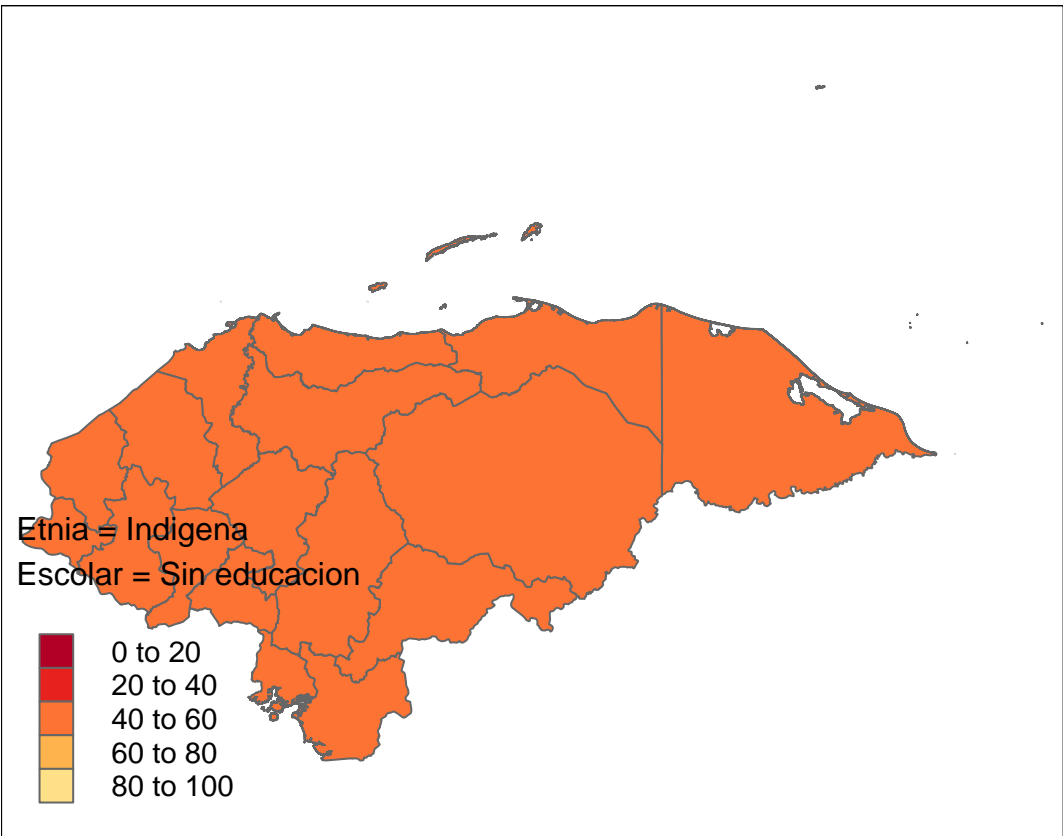 Etnia = Indigena
Escolar = Sin educacion
0 to 20
20 to 40
40 to 60
60 to 80
80 to 100